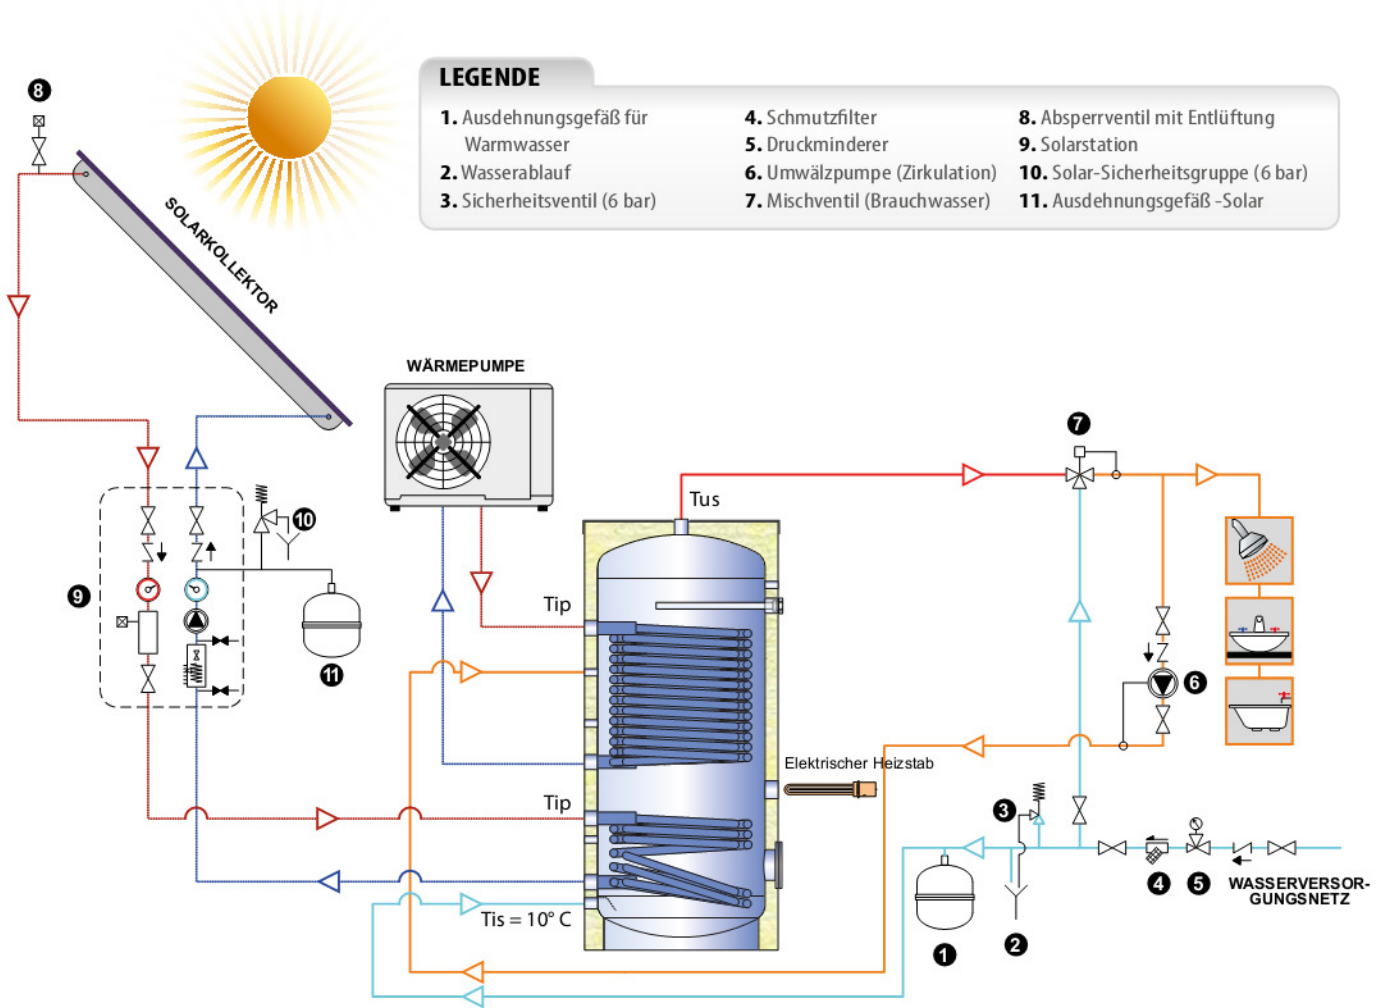 LEGENDE
1. Ausdehnungsgefäß für
Warmwasser
2. Wasserablauf
3. Sicherheitsventil (6 bar)
4. Schmutzfilter
5. Druckminderer
6. Umwälzpumpe (Zirkulation)
7. Mischventil (Brauchwasser)
8. Absperrventil mit Entlüftung
9. Solarstation
10. Solar-Sicherheitsgruppe (6 bar)
11. Ausdehnungsgefäß -Solar
8
SOLARKOLLEKTOR
WÄRMEPUMPE
7
Tus
10
9
11
Tip
6
Elektrischer Heizstab
Tip
3
4
5
WASSERVERSOR-
GUNGSNETZ
Tis = 10° C
1
2